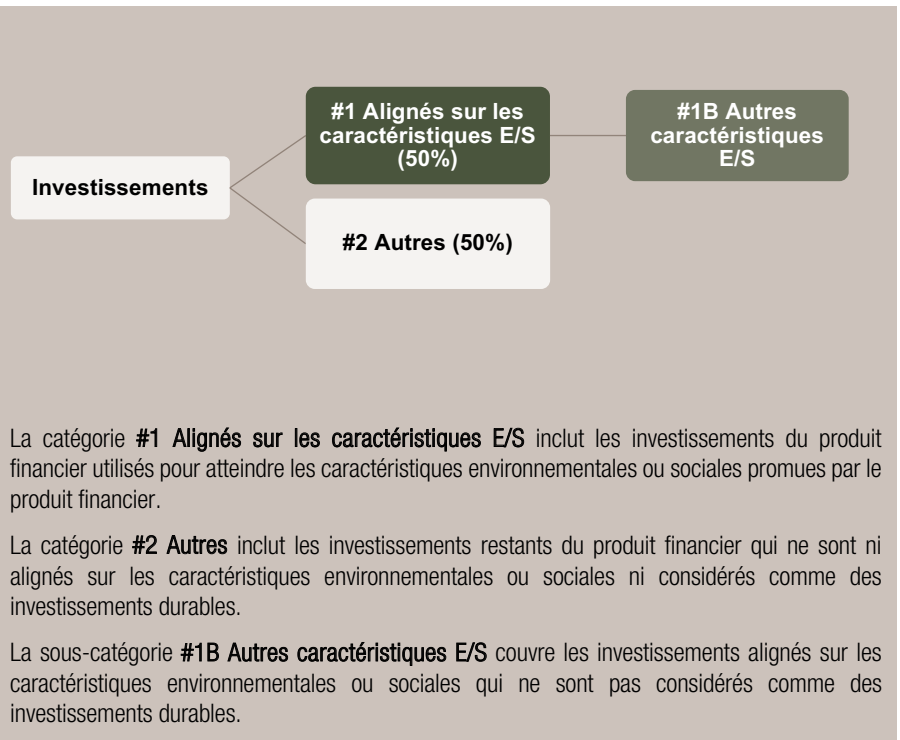 #1 Alignés sur les
caractéristiques E/S
(50%)
#1B Autres
caractéristiques
E/S
Investissements
#2 Autres (50%)
La catégorie #1 Alignés sur les caractéristiques E/S inclut les investissements du produit
financier utilisés pour atteindre les caractéristiques environnementales ou sociales promues par le
produit financier.
La catégorie #2 Autres inclut les investissements restants du produit financier qui ne sont ni
alignés sur les caractéristiques environnementales ou sociales ni considérés comme des
investissements durables.
La sous-catégorie #1B Autres caractéristiques E/S couvre les investissements alignés sur les
caractéristiques environnementales ou sociales qui ne sont pas considérés comme des
investissements durables.